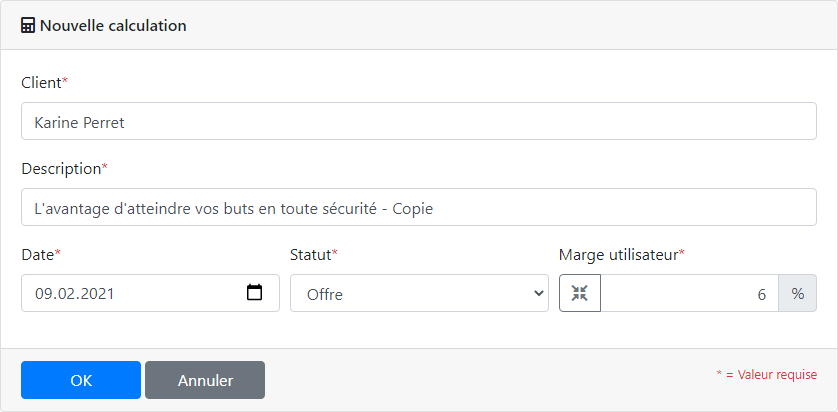 Nouvelle calculation
Client*
Karine Perret
Description*
L'avantage d'atteindre vos buts en toute sécurité - Copie
Date* Statut* Marge utilisateur*
09.02.2021 Offre 6 %
OK Annuler * = Valeur requise